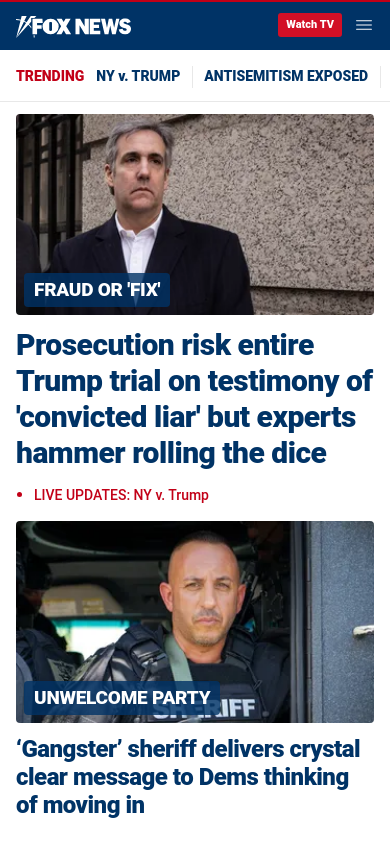 FOX NEWS
Watch TV
TRENDING NY v. TRUMP ANTISEMITISM EXPOSED
FRAUD OR 'FIX'
Prosecution risk entire
Trump trial on testimony of
'convicted liar' but experts
hammer rolling the dice
LIVE UPDATES: NY v. Trump
SHERIFF
UNWELCOME PARTY
‘Gangster’ sheriff delivers crystal
clear message to Dems thinking
of moving in